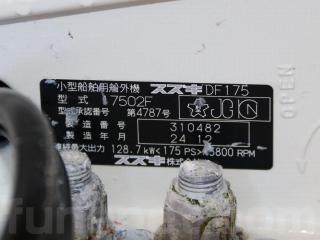 小型船舶用船外機 スズキ DF175
型式 17502F
型式承認番号 第4787号 JCI N
製造番号 310482
製造年月 24 12
連続最大出力 128.7kW<175 PS>/5800 RPM
スズキ株式会社
OPEN